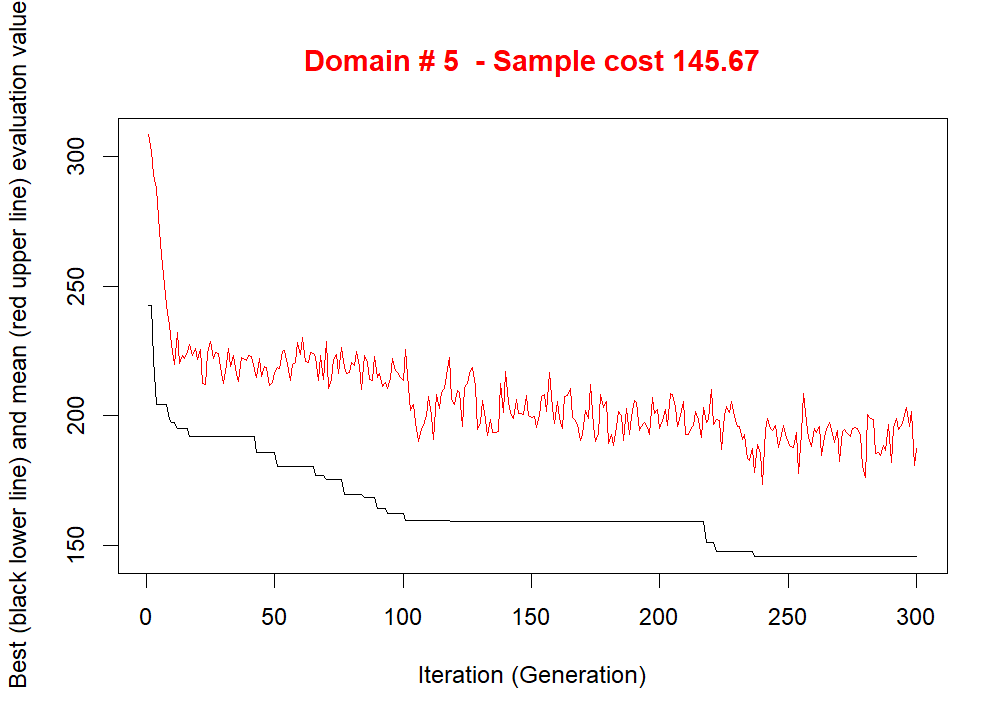 Domain # 5  - Sample cost 145.67
Best (black lower line) and mean (red upper line) evaluation value
300
250
200
150
0 50 100 150 200 250 300
Iteration (Generation)